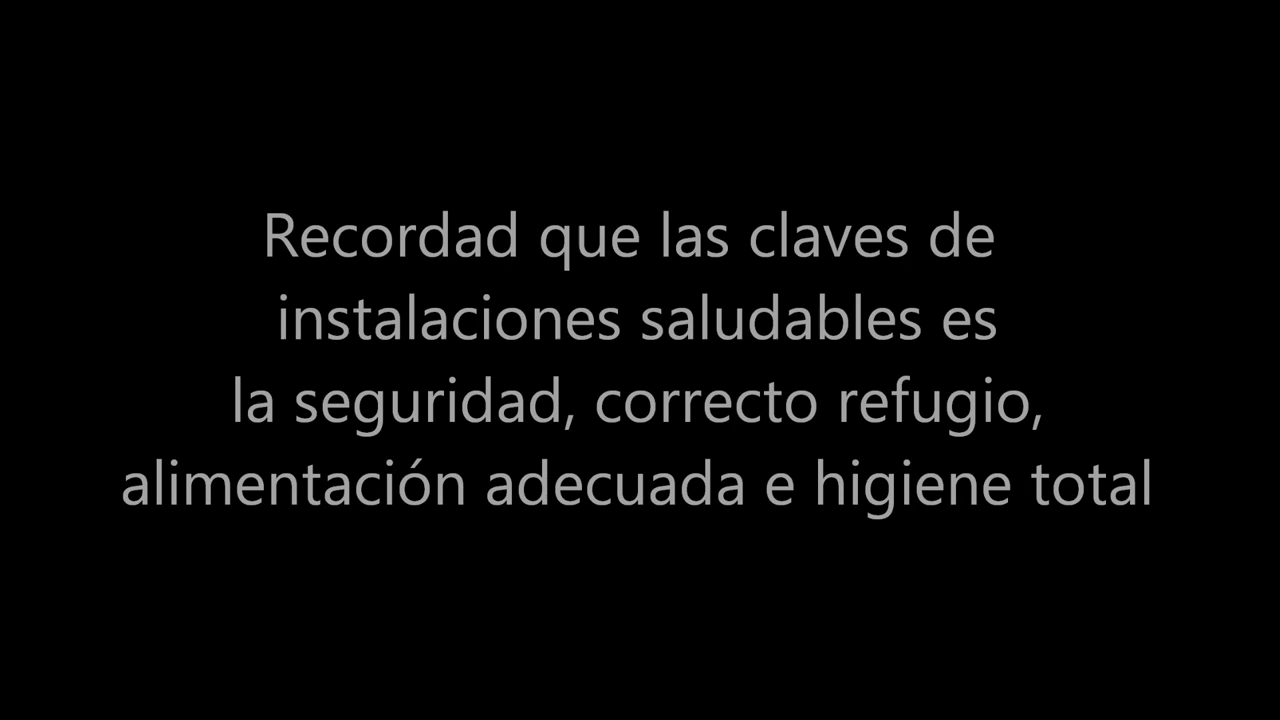 Recordad que las claves de
instalaciones saludables es
la seguridad, correcto refugio,
alimentación adecuada e higiene total